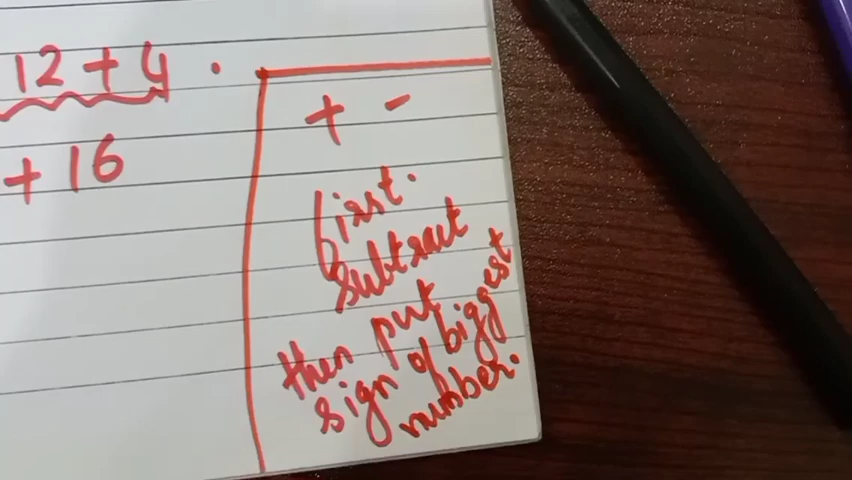 12 + 4 .
+ 16
+ -
first.
subtract
then put
sign of biggest
number.